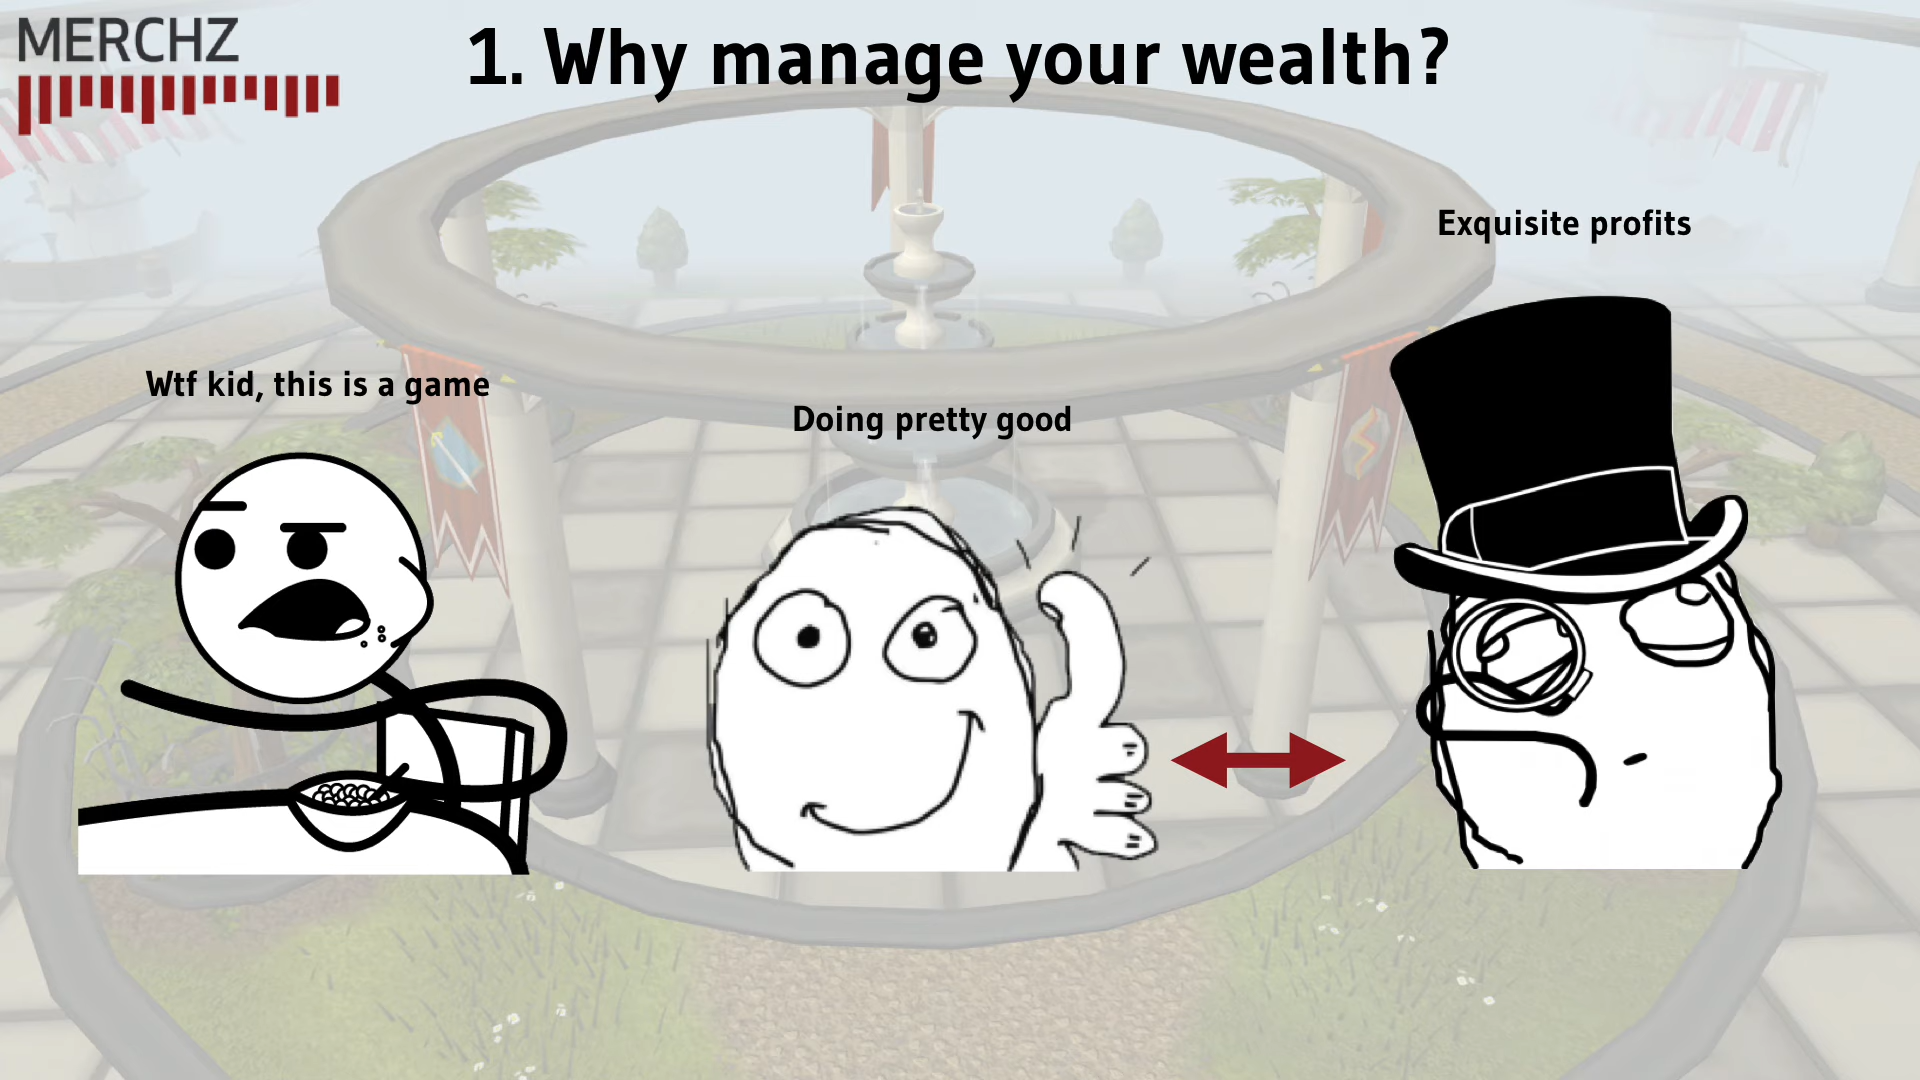 MERCHZ
1. Why manage your wealth?
Exquisite profits
Wtf kid, this is a game
Doing pretty good